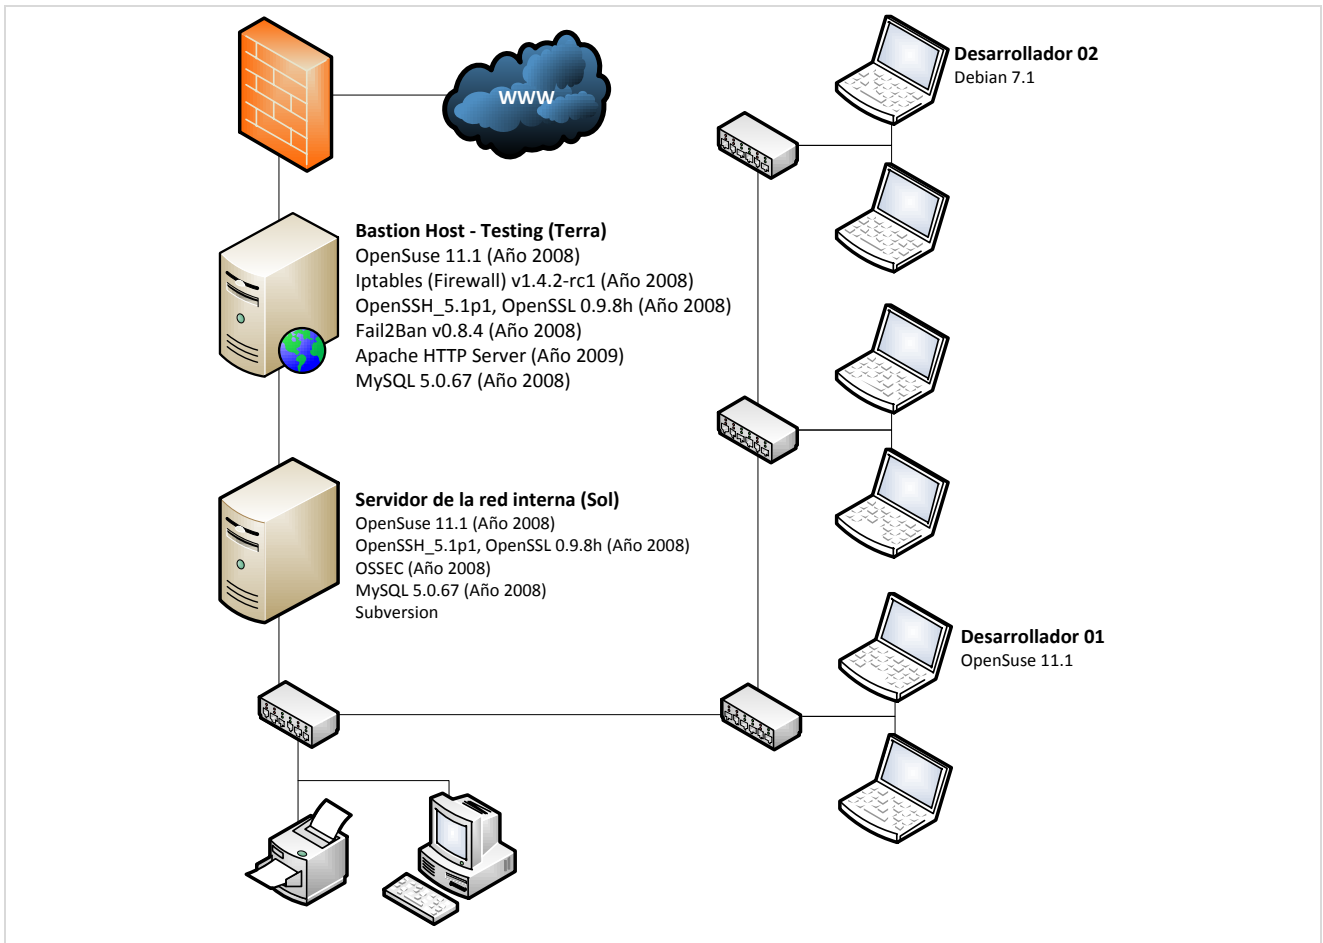 WWW
Desarrollador 02
Debian 7.1
Bastion Host - Testing (Terra)
OpenSuse 11.1 (Año 2008)
Iptables (Firewall) v1.4.2-rc1 (Año 2008)
OpenSSH_5.1p1, OpenSSL 0.9.8h (Año 2008)
Fail2Ban v0.8.4 (Año 2008)
Apache HTTP Server (Año 2009)
MySQL 5.0.67 (Año 2008)
Servidor de la red interna (Sol)
OpenSuse 11.1 (Año 2008)
OpenSSH_5.1p1, OpenSSL 0.9.8h (Año 2008)
OSSEC (Año 2008)
MySQL 5.0.67 (Año 2008)
Subversion
Desarrollador 01
OpenSuse 11.1